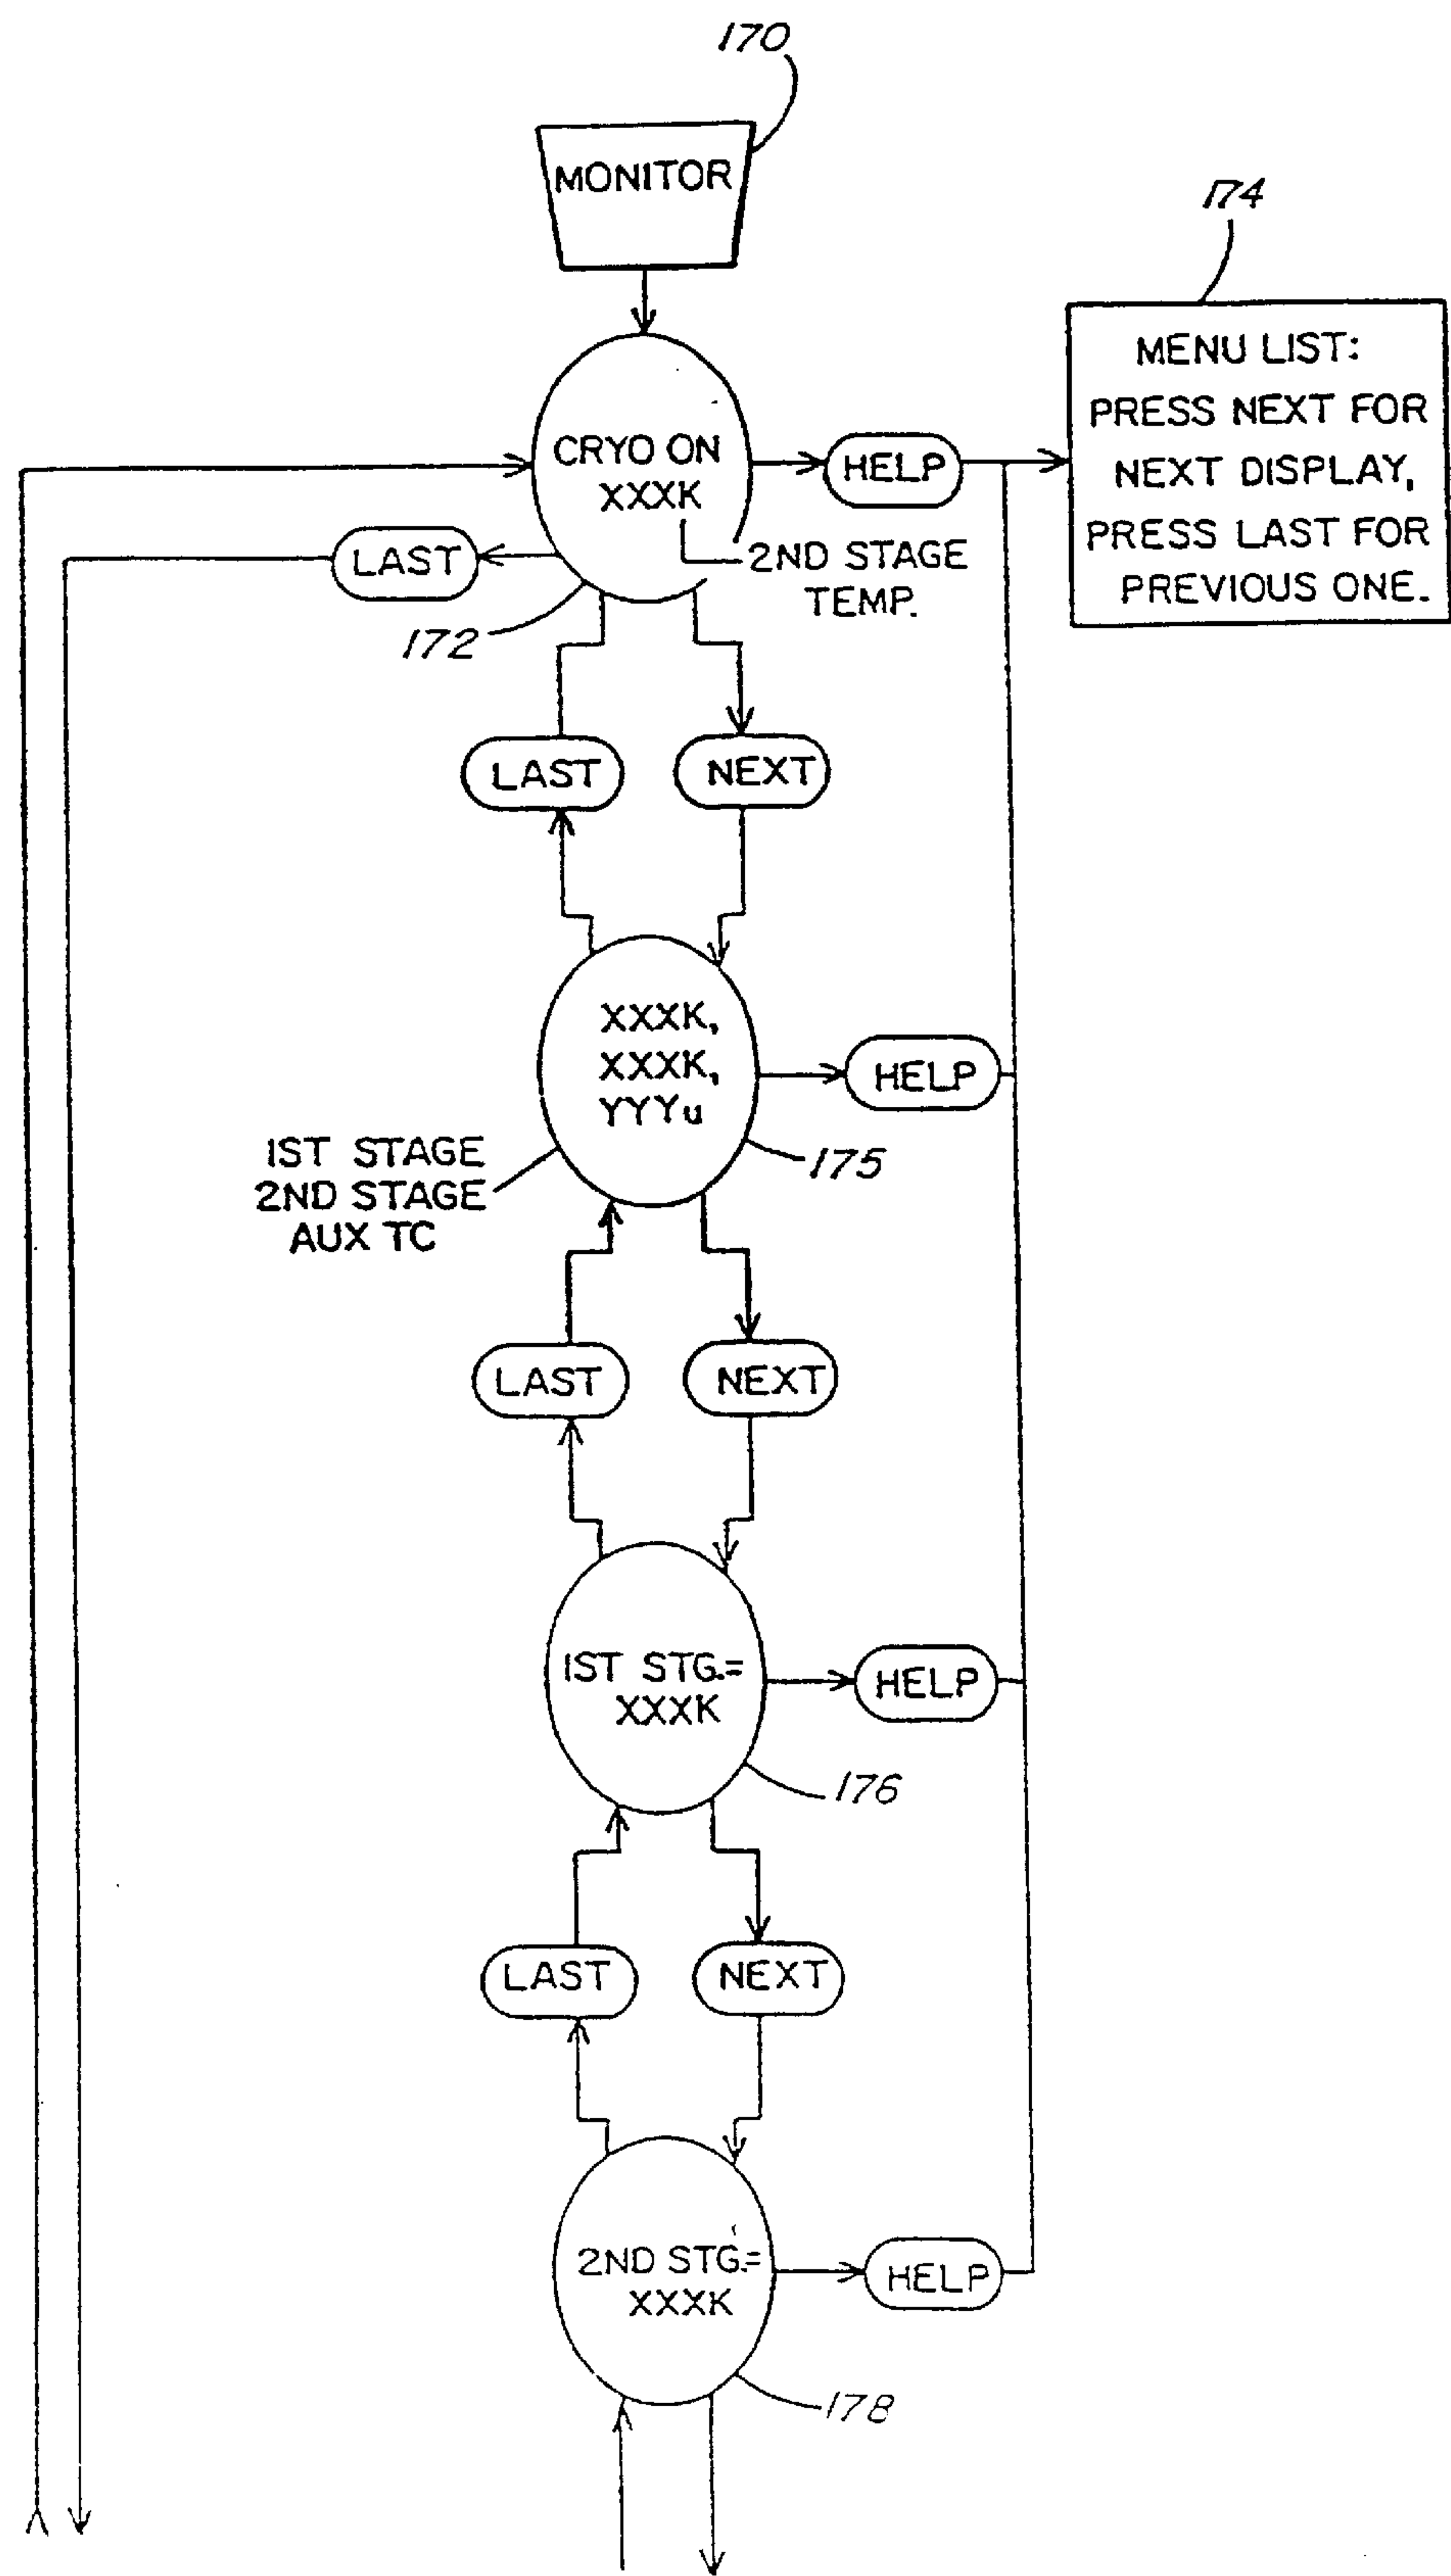 170
MONITOR
174
MENU LIST:
PRESS NEXT FOR
NEXT DISPLAY,
PRESS LAST FOR
PREVIOUS ONE.
CRYO ON
XXXK
HELP
LAST
2ND STAGE
TEMP.
172
LAST
NEXT
XXXK,
XXXK,
YYYu
HELP
1ST STAGE
2ND STAGE
AUX TC
175
LAST
NEXT
1ST STG.=
XXXK
HELP
176
LAST
NEXT
2ND STG.=
XXXK
HELP
178